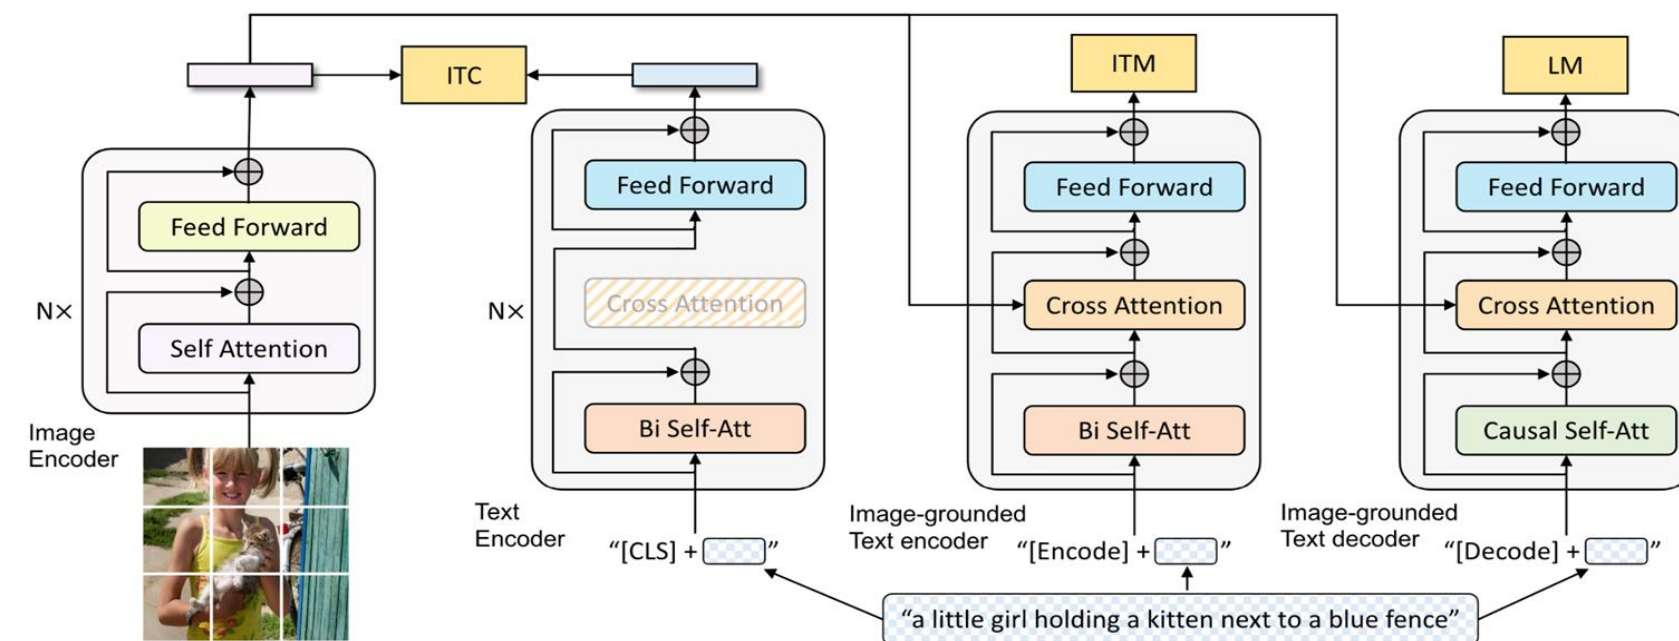 ITC
ITM
LM
Feed Forward
Self Attention
N×
Image
Encoder
Feed Forward
Cross Attention
Bi Self-Att
N×
Text
Encoder
“[CLS] + ”
Feed Forward
Cross Attention
Bi Self-Att
Image-grounded
Text encoder
“[Encode] + ”
Feed Forward
Cross Attention
Causal Self-Att
Image-grounded
Text decoder
“[Decode] + ”
“a little girl holding a kitten next to a blue fence”